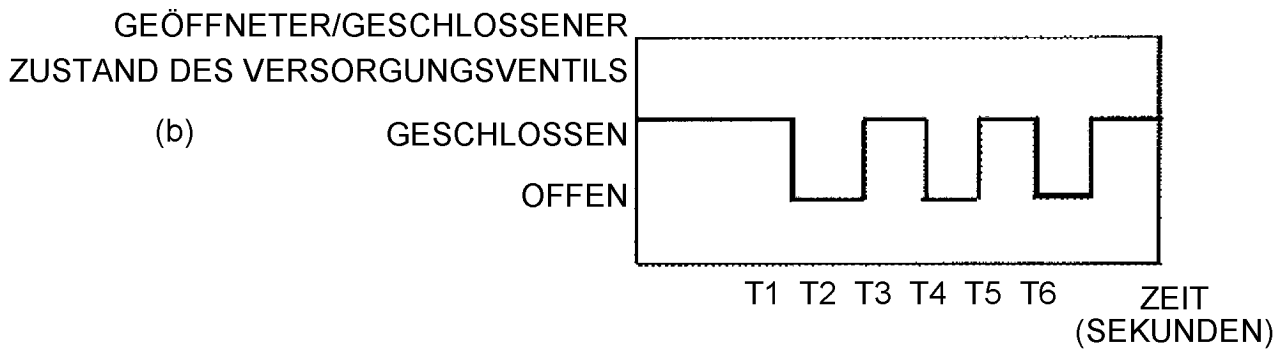 GEÖFFNETER/GESCHLOSSENER
ZUSTAND DES VERSORGUNGSVENTILS
(b)
GESCHLOSSEN
OFFEN
T1 T2 T3 T4 T5 T6
ZEIT
(SEKUNDEN)